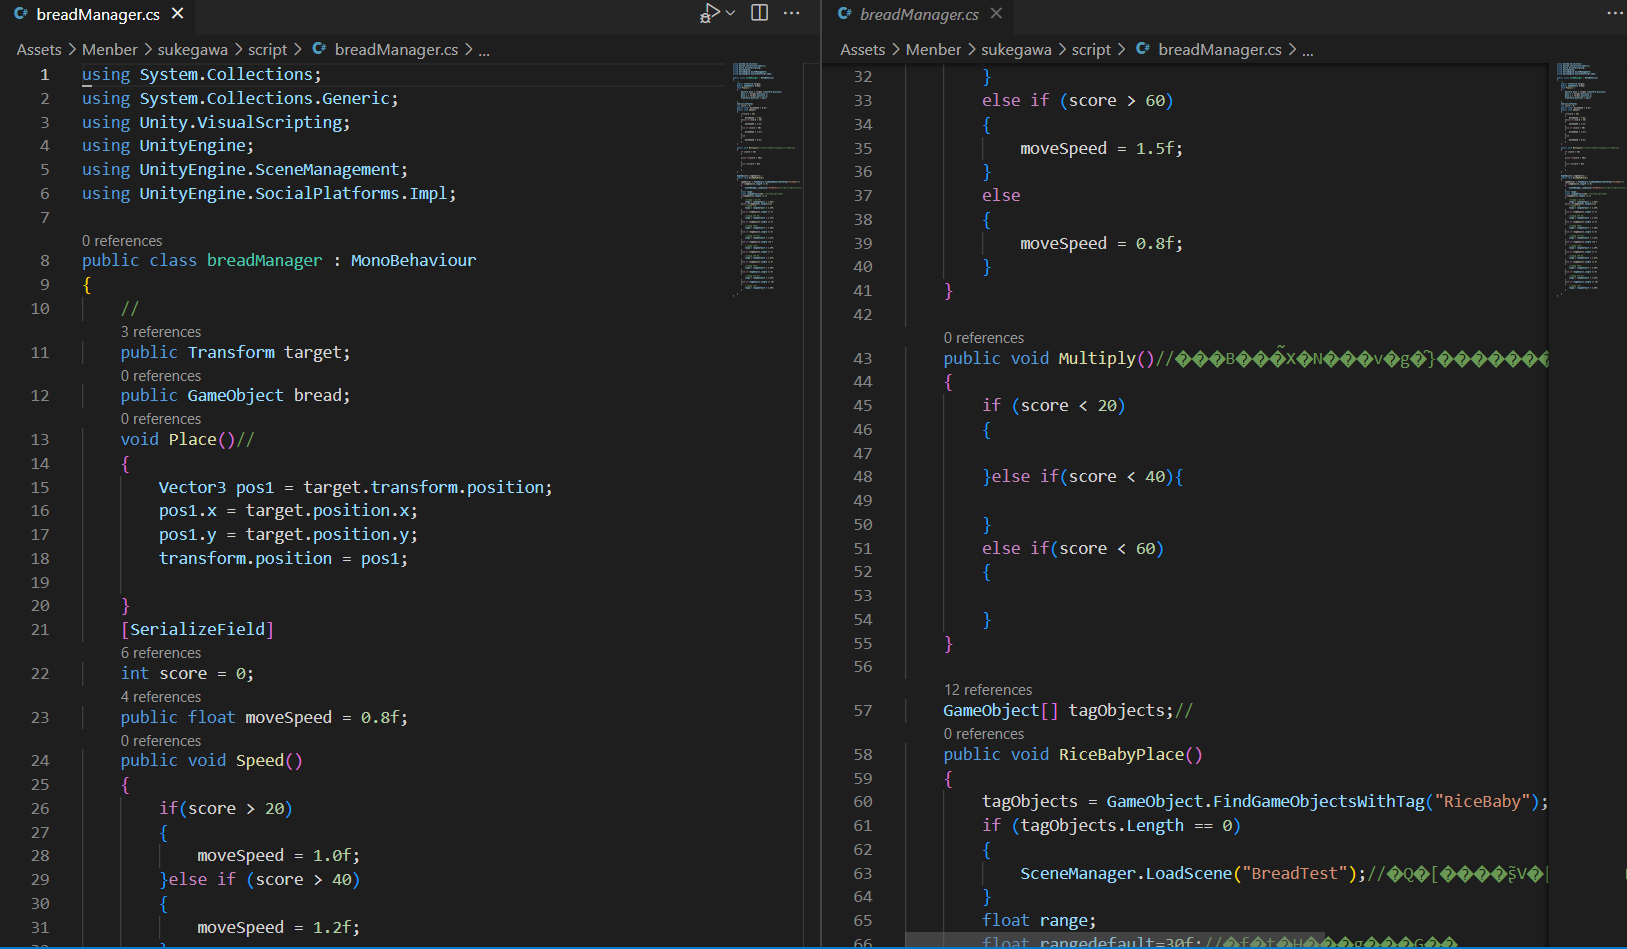 breadManager.cs
Assets > Menber > sukegawa > script > breadManager.cs > ...
1 using System.Collections;
2 using System.Collections.Generic;
3 using Unity.VisualScripting;
4 using UnityEngine;
5 using UnityEngine.SceneManagement;
6 using UnityEngine.SocialPlatforms.Impl;
7
0 references
8 public class breadManager : MonoBehaviour
9 {
10 //
3 references
11 public Transform target;
0 references
12 public GameObject bread;
0 references
13 void Place()//
14 {
15 Vector3 pos1 = target.transform.position;
16 pos1.x = target.position.x;
17 pos1.y = target.position.y;
18 transform.position = pos1;
19
20 }
21 [SerializeField]
6 references
22 int score = 0;
4 references
23 public float moveSpeed = 0.8f;
0 references
24 public void Speed()
25 {
26 if(score > 20)
27 {
28 moveSpeed = 1.0f;
29 }else if (score > 40)
30 {
31 moveSpeed = 1.2f;
32 }
breadManager.cs
Assets > Menber > sukegawa > script > breadManager.cs > ...
32 }
33 else if (score > 60)
34 {
35 moveSpeed = 1.5f;
36 }
37 else
38 {
39 moveSpeed = 0.8f;
40 }
41 }
42
0 references
43 public void Multiply()//���B���̃X�N���v�g�̂}�������
44 {
45 if (score < 20)
46 {
47
48 }else if(score < 40){
49
50 }
51 else if(score < 60)
52 {
53
54 }
55 }
56
12 references
57 GameObject[] tagObjects;//
0 references
58 public void RiceBabyPlace()
59 {
60 tagObjects = GameObject.FindGameObjectsWithTag("RiceBaby");
61 if (tagObjects.Length == 0)
62 {
63 SceneManager.LoadScene("BreadTest");//�Q�[����
64 }
65 float range;
66 float rangedefault=30f;//�f�t�H���g���G��